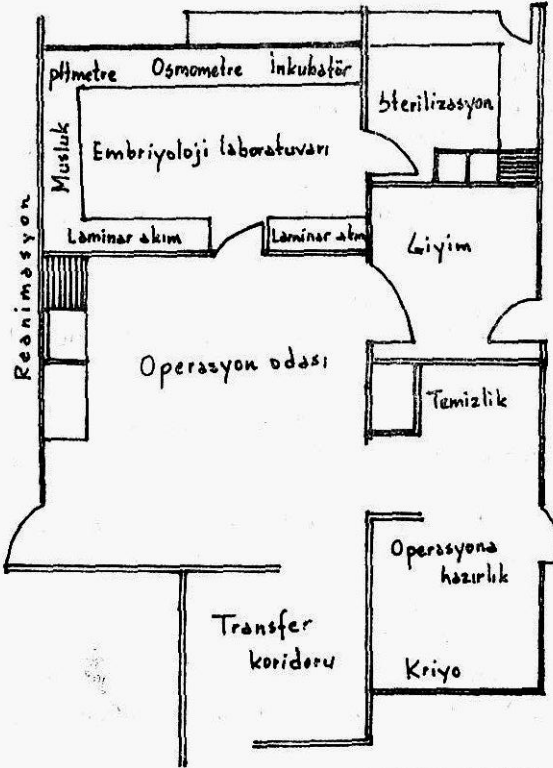 pHmetre Osmometre İnkubatör
Sterilizasyon
Musluk
Embriyoloji laboratuvarı
Laminar akım
Laminar akım
Giyim
Reanimasyon
Operasyon odası
Temizlik
Operasyona
hazırlık
Transfer
koridoru
Kriyo